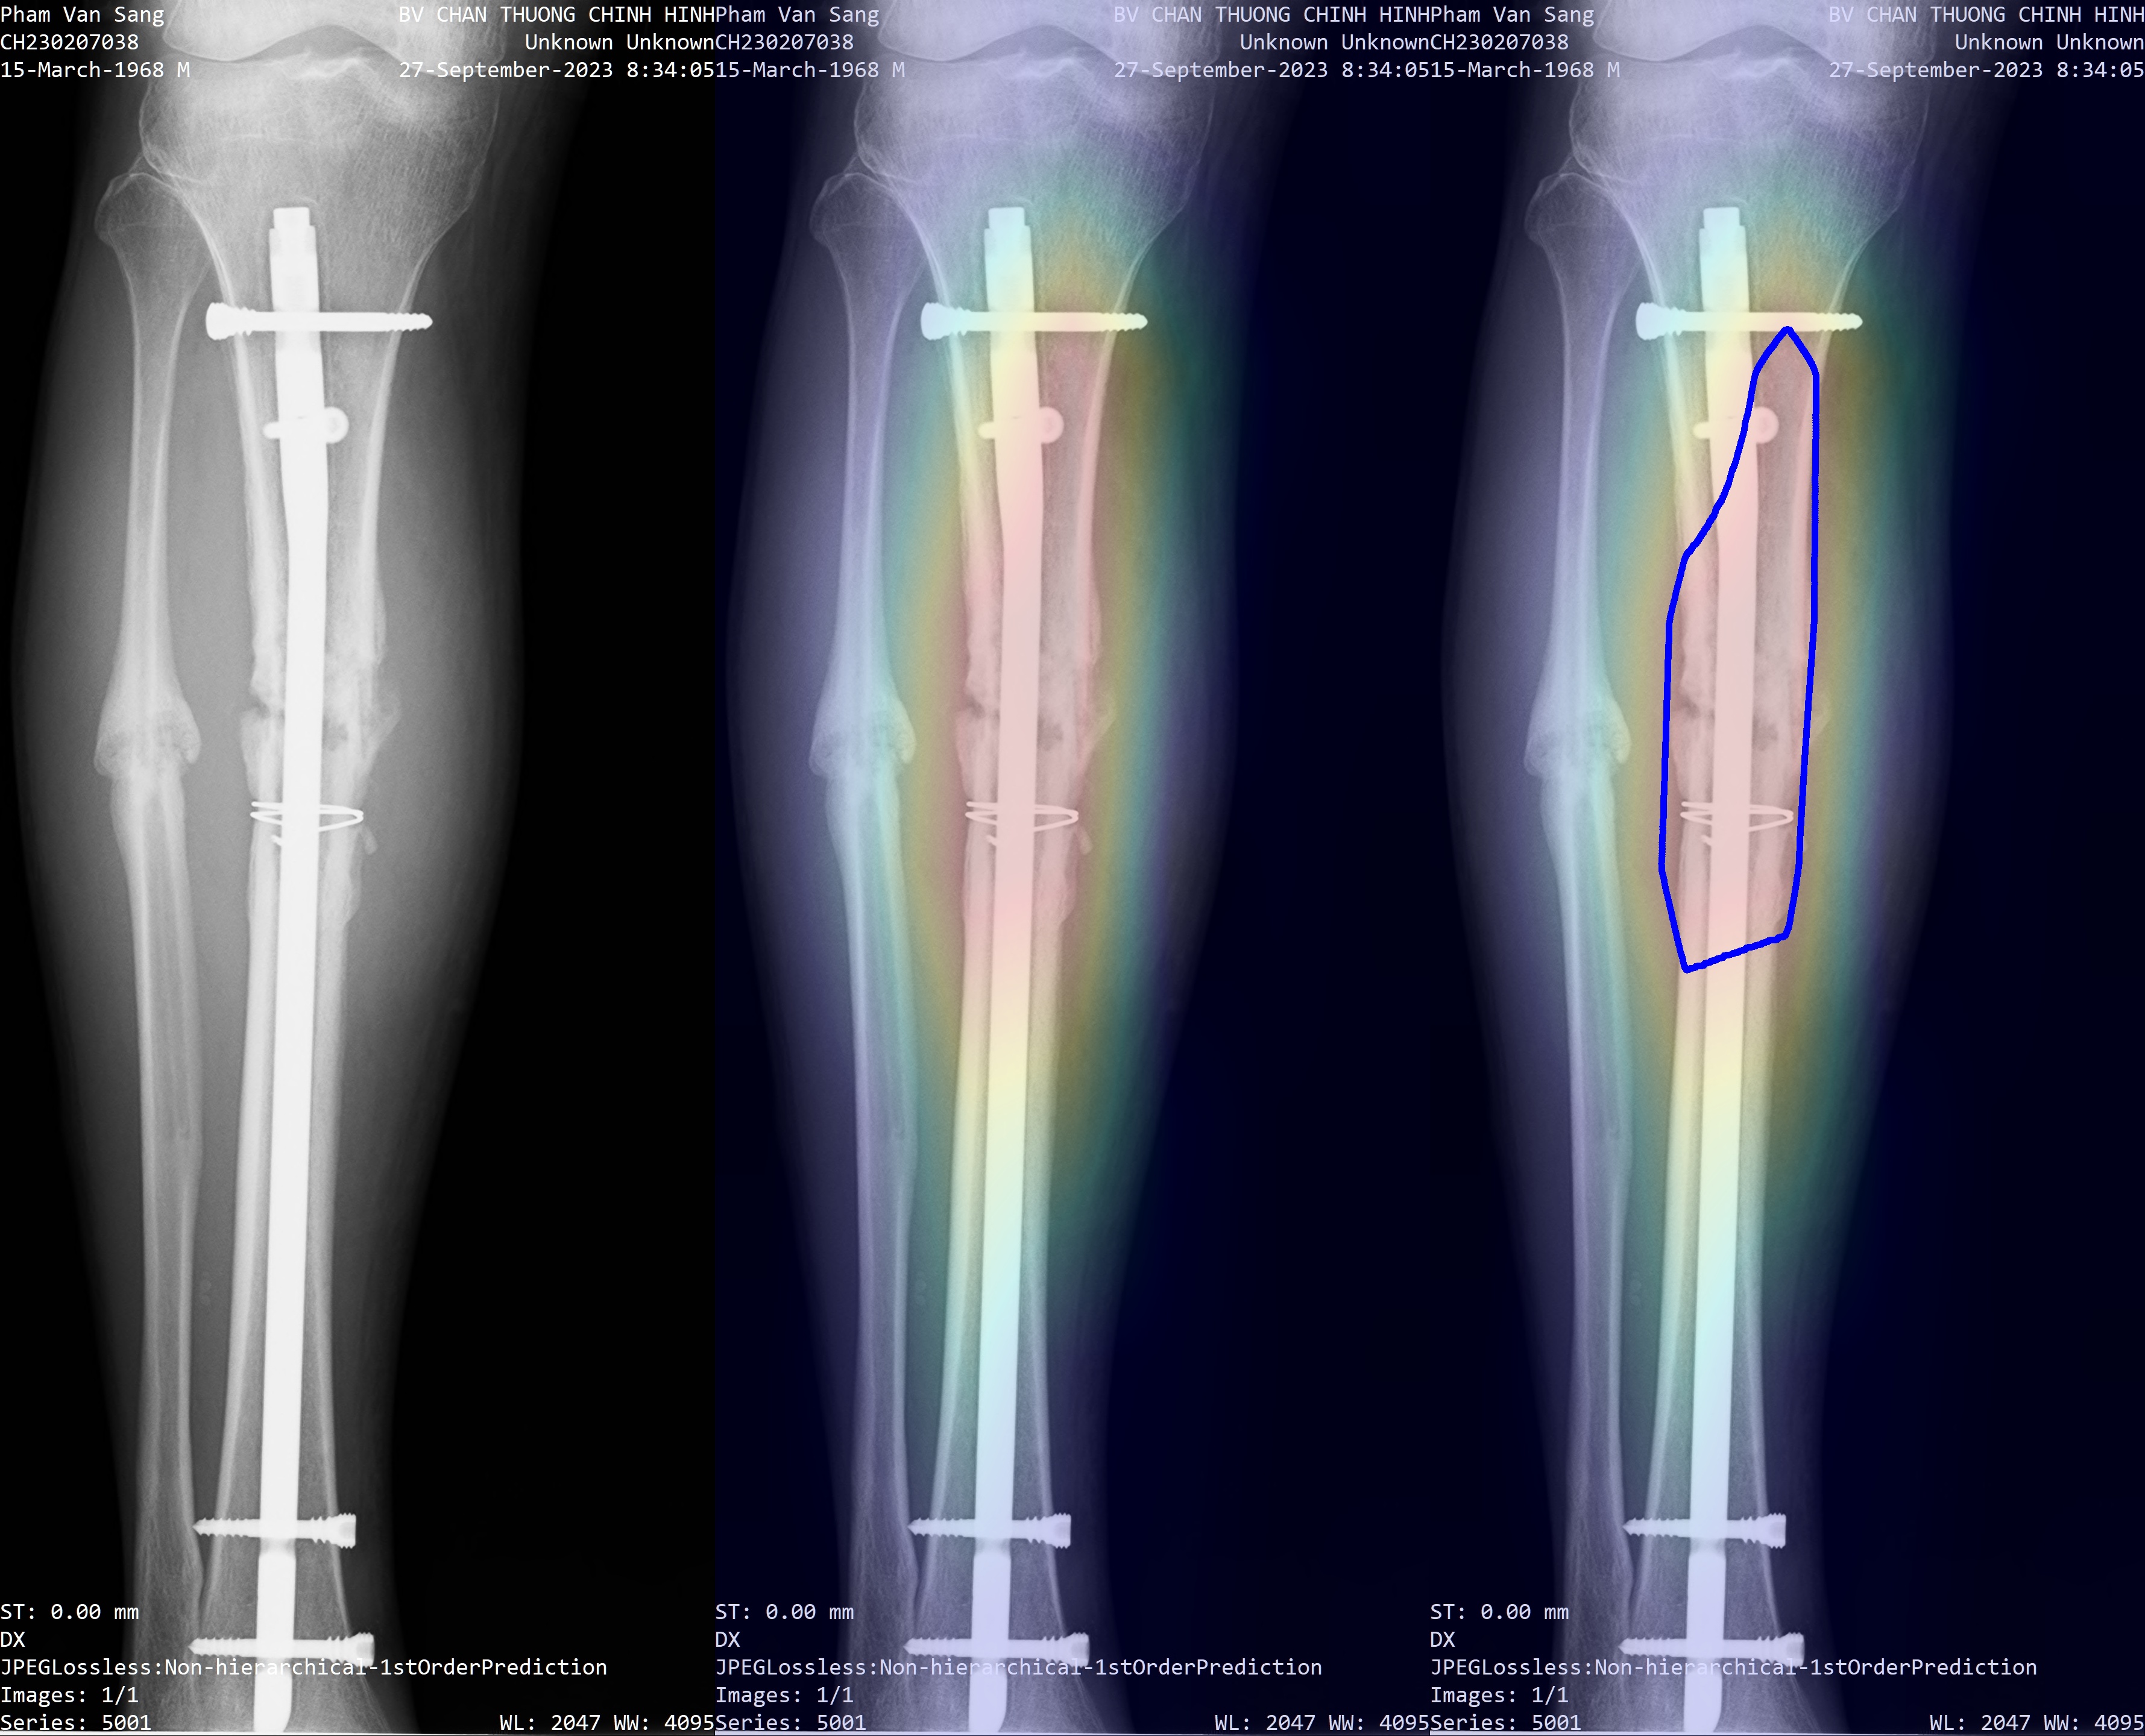 Pham Van Sang BV CHAN THUONG CHINH HINHPham Van Sang BV CHAN THUONG CHINH HINHPham Van Sang BV CHAN THUONG CHINH HINH
CH230207038 Unknown UnknownCH230207038 Unknown UnknownCH230207038 Unknown Unknown
15-March-1968 M 27-September-2023 8:34:0515-March-1968 M 27-September-2023 8:34:0515-March-1968 M 27-September-2023 8:34:05
ST: 0.00 mm ST: 0.00 mm ST: 0.00 mm
DX DX DX
JPEGLossless:Non-hierarchical-1stOrderPrediction JPEGLossless:Non-hierarchical-1stOrderPrediction JPEGLossless:Non-hierarchical-1stOrderPrediction
Images: 1/1 Images: 1/1 Images: 1/1
Series: 5001 WL: 2047 WW: 4095Series: 5001 WL: 2047 WW: 4095Series: 5001 WL: 2047 WW: 4095